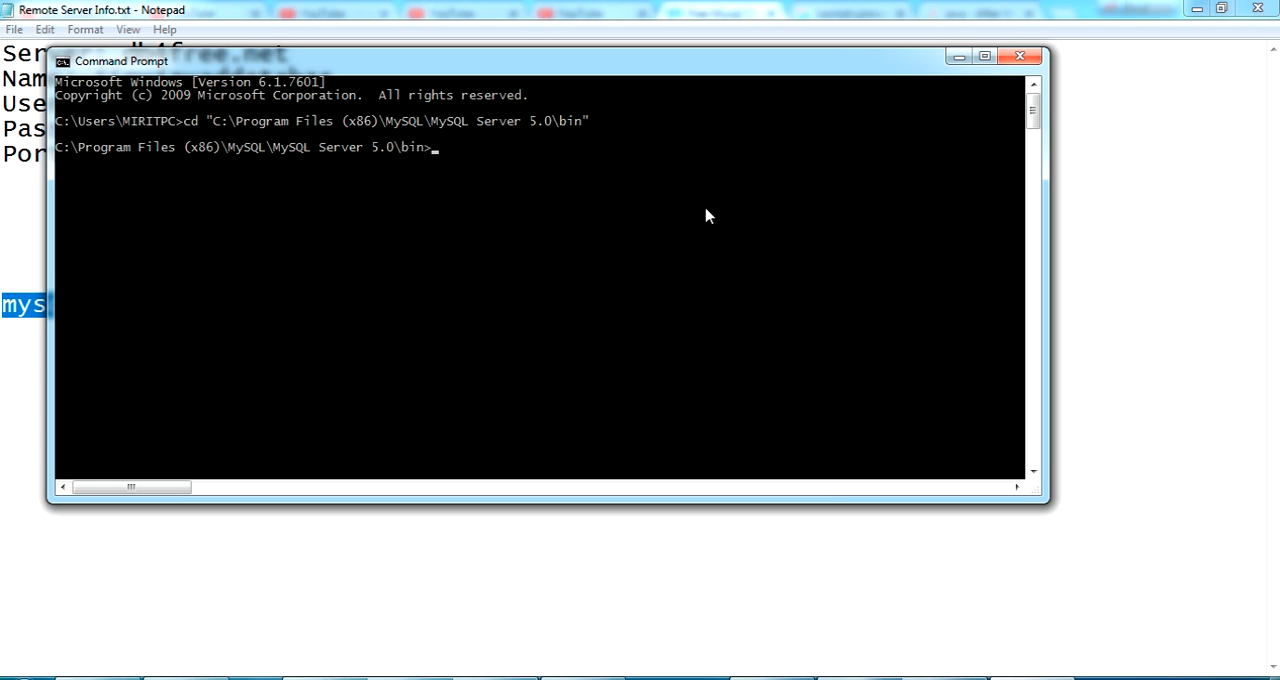 Remote Server Info.txt - Notepad
File Edit Format View Help
Command Prompt
Microsoft Windows [Version 6.1.7601]
Copyright (c) 2009 Microsoft Corporation. All rights reserved.
C:\Users\MIRITPC>cd "C:\Program Files (x86)\MySQL\MySQL Server 5.0\bin"
C:\Program Files (x86)\MySQL\MySQL Server 5.0\bin>
Ser db4free.net
Nam
Use
Pas
Por
mys